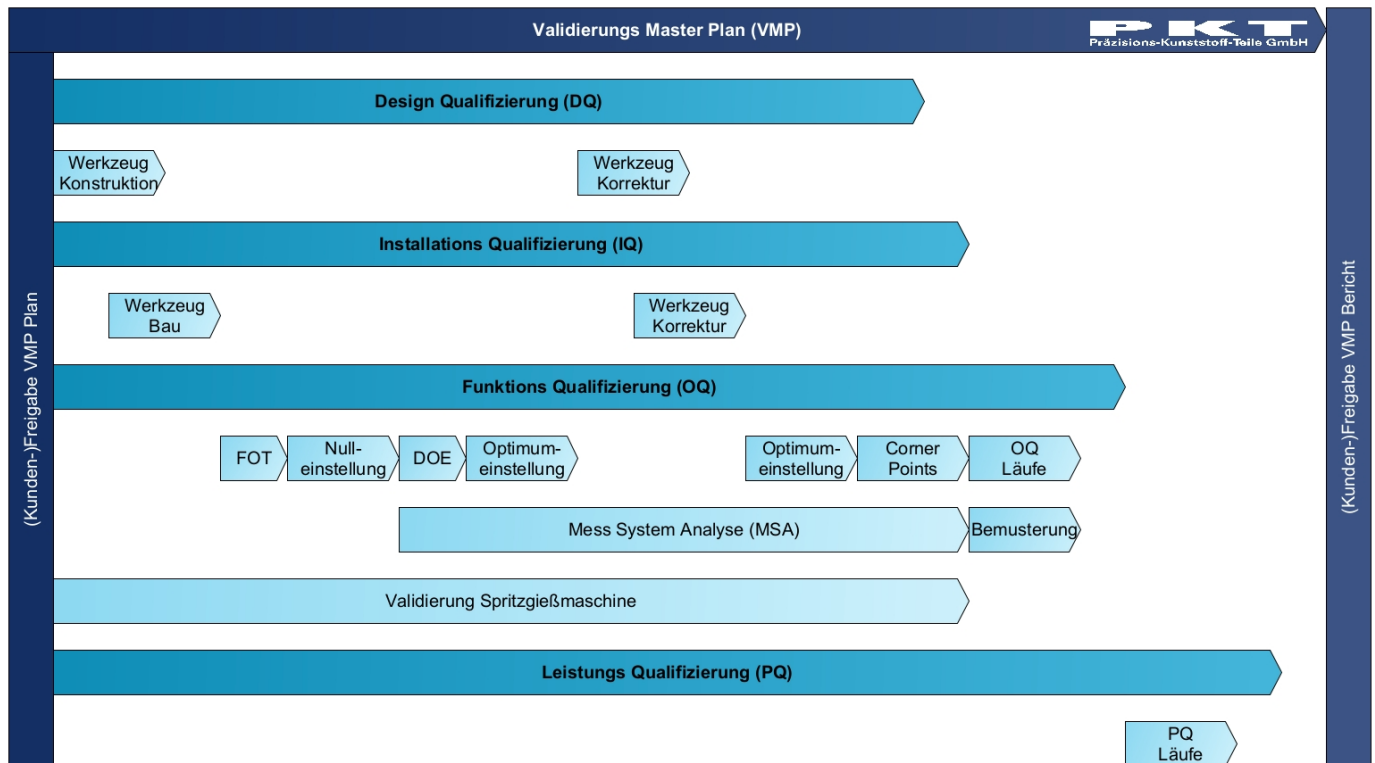 Validierungs Master Plan (VMP)
PKT
Präzisions-Kunststoff-Teile GmbH
(Kunden-)Freigabe VMP Plan
Design Qualifizierung (DQ)
Werkzeug
Konstruktion
Werkzeug
Korrektur
Installations Qualifizierung (IQ)
Werkzeug
Bau
Werkzeug
Korrektur
Funktions Qualifizierung (OQ)
FOT
Null-
einstellung
DOE
Optimum-
einstellung
Optimum-
einstellung
Corner
Points
OQ
Läufe
Mess System Analyse (MSA)
Bemusterung
Validierung Spritzgießmaschine
Leistungs Qualifizierung (PQ)
PQ
Läufe
(Kunden-)Freigabe VMP Bericht